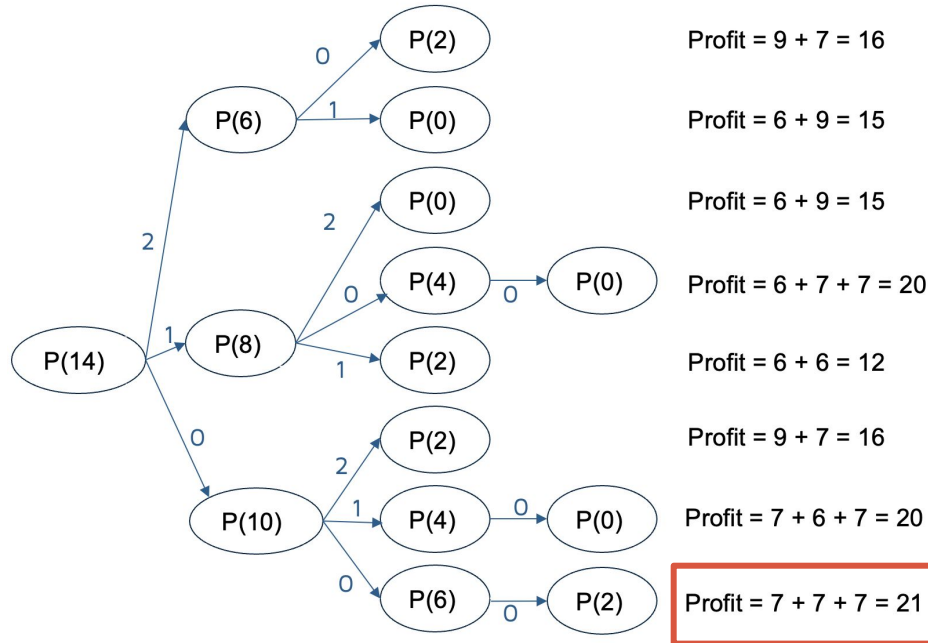 P(2)
Profit = 9 + 7 = 16
0
P(6)
1
P(0)
Profit = 6 + 9 = 15
P(0)
Profit = 6 + 9 = 15
2
2
P(4)
P(0)
Profit = 6 + 7 + 7 = 20
0
0
P(14)
1
P(8)
P(2)
Profit = 6 + 6 = 12
1
0
P(2)
Profit = 9 + 7 = 16
2
P(10)
1
P(4)
0
P(0)
Profit = 7 + 6 + 7 = 20
0
P(6)
0
P(2)
Profit = 7 + 7 + 7 = 21